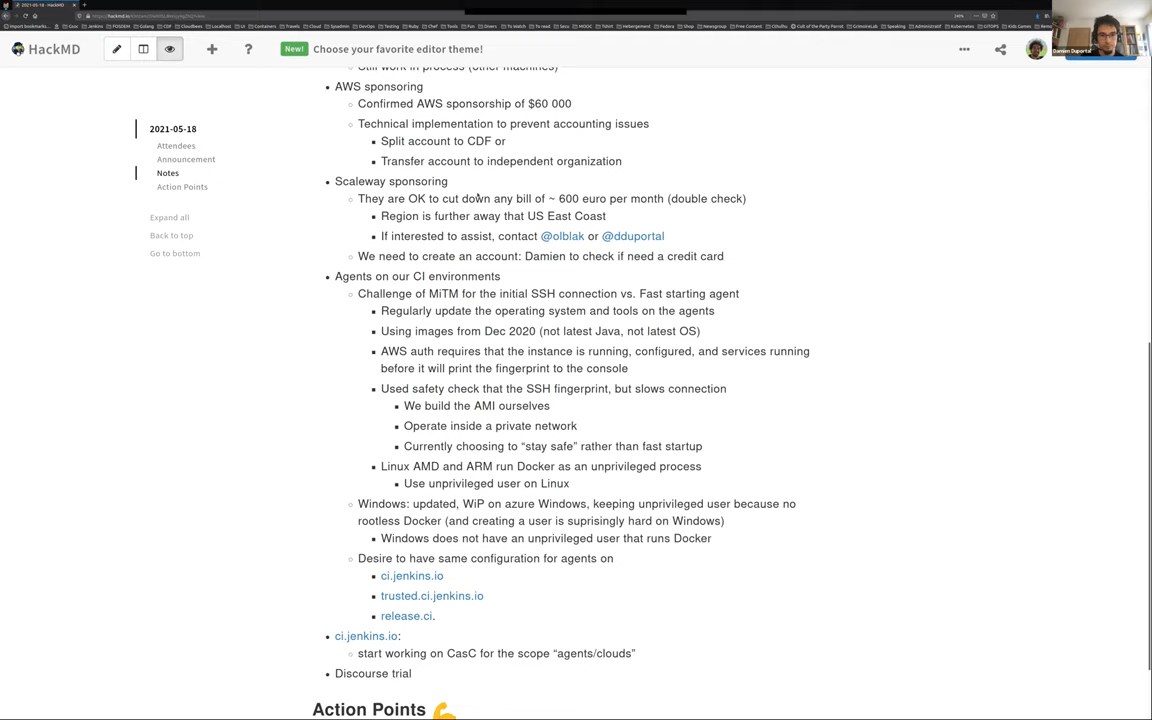 2021-05-18 - HackMD
HackMD
New!
Choose your favorite editor theme!
Damien Duportal
2021-05-18
Attendees
Announcement
Notes
Action Points
Expand all
Back to top
Go to bottom
Still work in process (other machines)
AWS sponsoring
Confirmed AWS sponsorship of $60 000
Technical implementation to prevent accounting issues
Split account to CDF or
Transfer account to independent organization
Scaleway sponsoring
They are OK to cut down any bill of ~ 600 euro per month (double check)
Region is further away that US East Coast
If interested to assist, contact @olblak or @dduportal
We need to create an account: Damien to check if need a credit card
Agents on our CI environments
Challenge of MiTM for the initial SSH connection vs. Fast starting agent
Regularly update the operating system and tools on the agents
Using images from Dec 2020 (not latest Java, not latest OS)
AWS auth requires that the instance is running, configured, and services running
before it will print the fingerprint to the console
Used safety check that the SSH fingerprint, but slows connection
We build the AMI ourselves
Operate inside a private network
Currently choosing to “stay safe” rather than fast startup
Linux AMD and ARM run Docker as an unprivileged process
Use unprivileged user on Linux
Windows: updated, WiP on azure Windows, keeping unprivileged user because no
rootless Docker (and creating a user is suprisingly hard on Windows)
Windows does not have an unprivileged user that runs Docker
Desire to have same configuration for agents on
ci.jenkins.io
trusted.ci.jenkins.io
release.ci.
ci.jenkins.io:
start working on CasC for the scope “agents/clouds”
Discourse trial
Action Points 💪